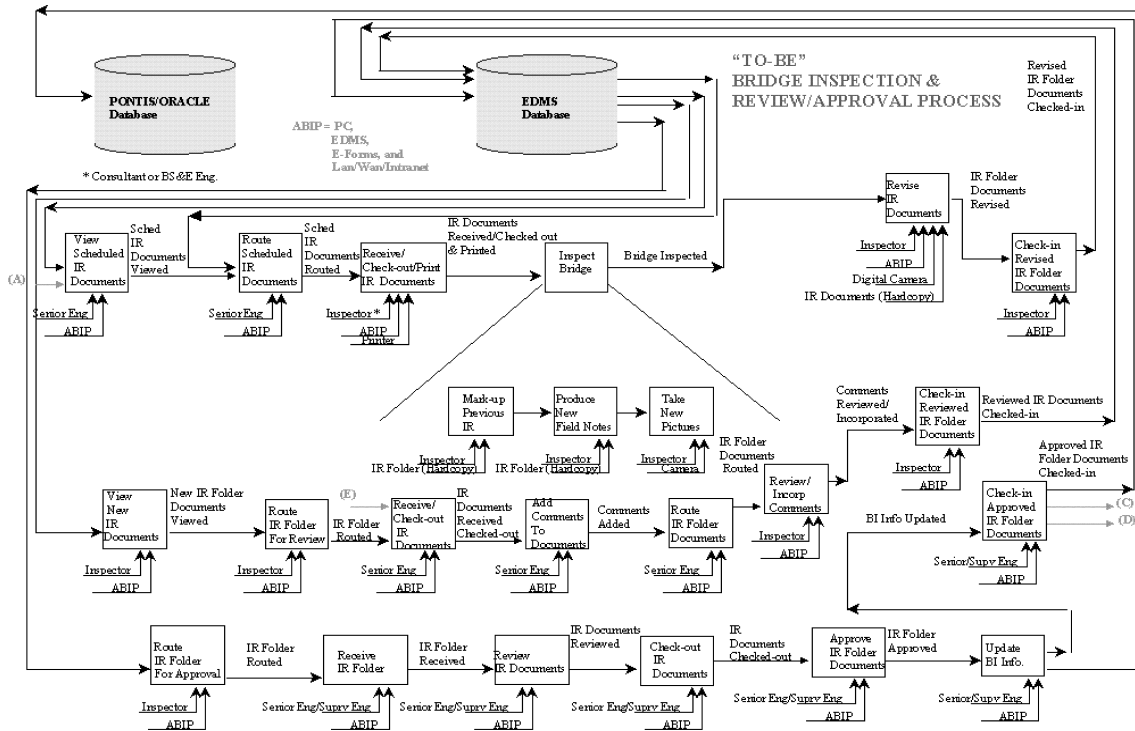 “TO-BE”
BRIDGE INSPECTION &
REVIEW/APPROVAL PROCESS
Revised
IR Folder
Documents
Checked-in
PONTIS/ORACLE
Database
EDMS
Database
ABIP = PC,
EDMS,
E-Forms, and
Lan/Wan/Intranet
* Consultant or BS&E Eng.
(A)
View
Scheduled
IR
Documents
Senior Eng
ABIP
Sched
IR
Documents
Viewed
Route
Scheduled
IR
Documents
Senior Eng
ABIP
Sched
IR
Documents
Routed
Receive/
Check-out/Print
IR Documents
Inspector *
ABIP
Printer
IR Documents
Received/Checked out
& Printed
Inspect
Bridge
Bridge Inspected
Revise
IR
Documents
Inspector
ABIP
Digital Camera
IR Documents (Hardcopy)
IR Folder
Documents
Revised
Check-in
Revised
IR Folder
Documents
Inspector
ABIP
Mark-up
Previous
IR
Inspector
IR Folder (Hardcopy)
Produce
New
Field Notes
Inspector
IR Folder (Hardcopy)
Take
New
Pictures
Inspector
Camera
View
New
IR
Documents
Inspector
ABIP
New IR Folder
Documents
Viewed
Route
IR Folder
For Review
Inspector
ABIP
IR Folder
Routed
(E)
Receive/
Check-out
IR
Documents
Senior Eng
ABIP
IR
Documents
Received
Checked-out
Add
Comments
To
Documents
Senior Eng
ABIP
Comments
Added
Route
IR Folder
Documents
Senior Eng
ABIP
IR Folder
Documents
Routed
Review/
Incorp
Comments
Inspector
ABIP
Comments
Reviewed/
Incorporated
Check-in
Reviewed
IR Folder
Documents
Inspector
ABIP
Reviewed IR Documents
Checked-in
Approved IR
Folder Documents
Checked-in
BI Info Updated
Check-in
Approved
IR Folder
Documents
Senior/Supv Eng
ABIP
(C)
(D)
Route
IR Folder
For Approval
Inspector
ABIP
IR Folder
Routed
Receive
IR Folder
Senior Eng/Suprv Eng
ABIP
IR Folder
Received
Review
IR Documents
Senior Eng/Suprv Eng
ABIP
IR Documents
Reviewed
Check-out
IR
Documents
Senior Eng/Suprv Eng
ABIP
IR
Documents
Checked-out
Approve
IR Folder
Documents
Senior Eng/Suprv Eng
ABIP
IR Folder
Approved
Update
BI Info.
Senior/Supv Eng
ABIP